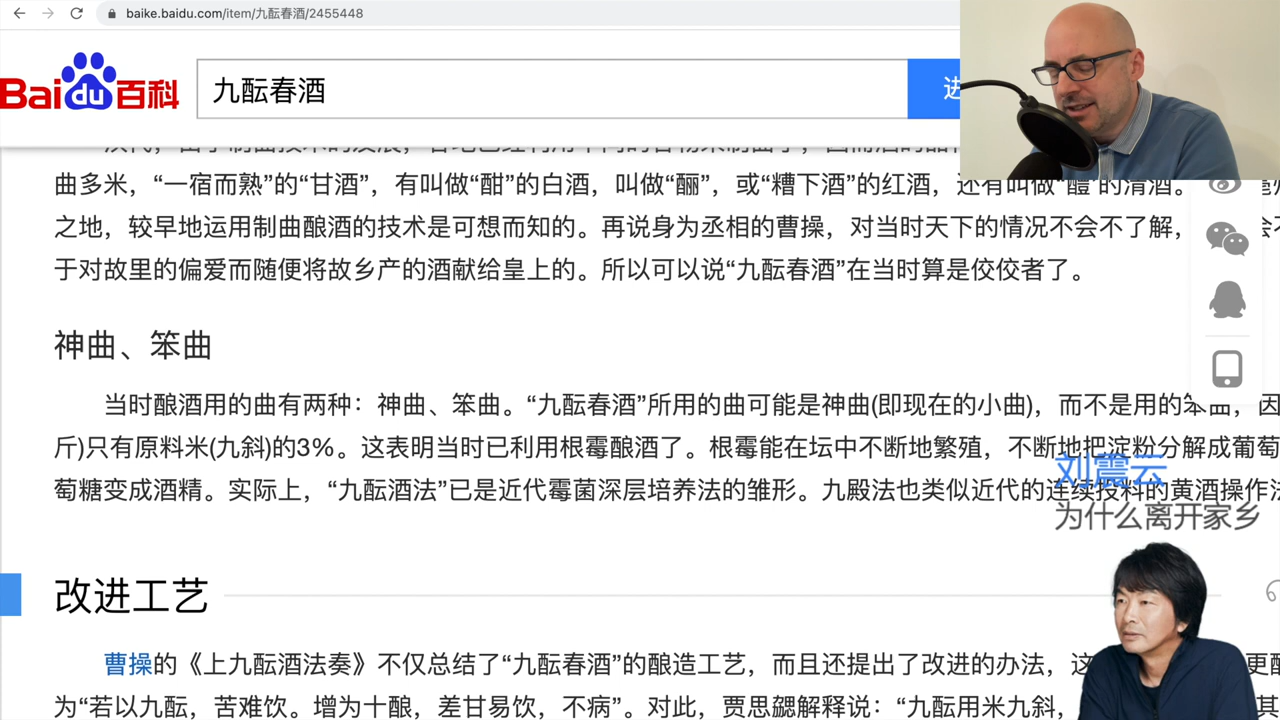 baike.baidu.com/item/九酝春酒/2455448
Bai du 百科
九酝春酒
进
曲多米，“一宿而熟”的“甘酒”，有叫做“酣”的白酒，叫做“酾”，或“糟下酒”的红酒，还有叫做“醴”的清酒。
之地，较早地运用制曲酿酒的技术是可想而知的。再说身为丞相的曹操，对当时天下的情况不会不了解，
于对故里的偏爱而随便将故乡产的酒献给皇上的。所以可以说“九酝春酒”在当时算是佼佼者了。
神曲、笨曲
当时酿酒用的曲有两种：神曲、笨曲。“九酝春酒”所用的曲可能是神曲(即现在的小曲)，而不是用的笨曲，因
斤)只有原料米(九斜)的3%。这表明当时已利用根霉酿酒了。根霉能在坛中不断地繁殖，不断地把淀粉分解成葡萄
萄糖变成酒精。实际上，“九酝酒法”已是近代霉菌深层培养法的雏形。九殿法也类似近代的连续投料的黄酒操作法
刘震云
为什么离开家乡
改进工艺
曹操的《上九酝酒法奏》不仅总结了“九酝春酒”的酿造工艺，而且还提出了改进的办法，这
为“若以九酝，苦难饮。增为十酿，差甘易饮，不病”。对此，贾思勰解释说：“九酝用米九斜，